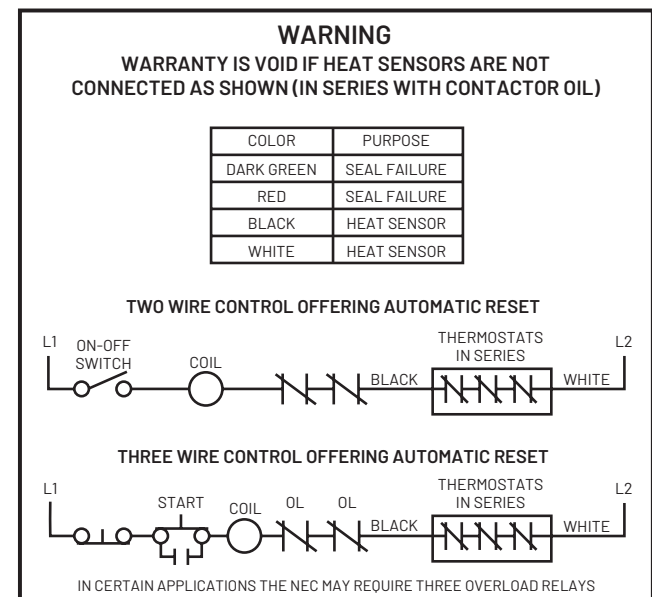 WARNING
WARRANTY IS VOID IF HEAT SENSORS ARE NOT
CONNECTED AS SHOWN (IN SERIES WITH CONTACTOR OIL)
COLOR PURPOSE
DARK GREEN SEAL FAILURE
RED SEAL FAILURE
BLACK HEAT SENSOR
WHITE HEAT SENSOR
TWO WIRE CONTROL OFFERING AUTOMATIC RESET
L1
ON-OFF
SWITCH
COIL
BLACK
THERMOSTATS
IN SERIES
WHITE
L2
THREE WIRE CONTROL OFFERING AUTOMATIC RESET
L1
START
COIL
OL
OL
BLACK
THERMOSTATS
IN SERIES
WHITE
L2
IN CERTAIN APPLICATIONS THE NEC MAY REQUIRE THREE OVERLOAD RELAYS